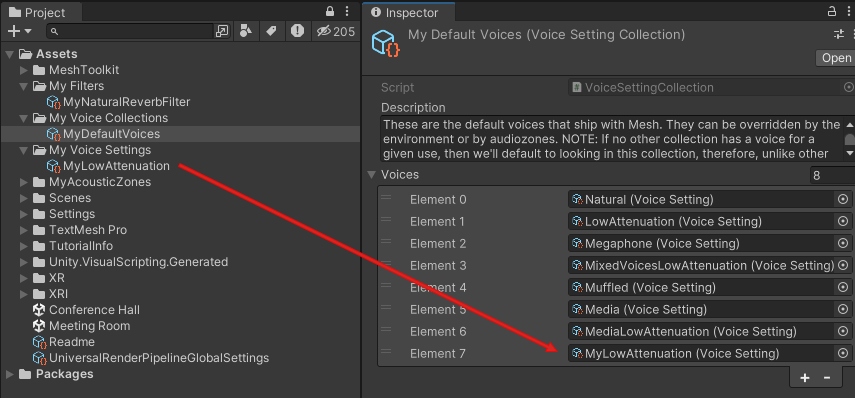 Project
205
Assets
MeshToolkit
My Filters
MyNaturalReverbFilter
My Voice Collections
MyDefaultVoices
My Voice Settings
MyLowAttenuation
MyAcousticZones
Scenes
Settings
TextMesh Pro
TutorialInfo
Unity.VisualScripting.Generated
XR
XRI
Conference Hall
Meeting Room
Readme
UniversalRenderPipelineGlobalSettings
Packages
Inspector
My Default Voices (Voice Setting Collection)
Open
Script VoiceSettingCollection
Description
These are the default voices that ship with Mesh. They can be overridden by the
environment or by audiozones. NOTE: If no other collection has a voice for a
given use, then we'll default to looking in this collection, therefore, unlike other
Voices 8
Element 0 Natural (Voice Setting)
Element 1 LowAttenuation (Voice Setting)
Element 2 Megaphone (Voice Setting)
Element 3 MixedVoicesLowAttenuation (Voice Setting)
Element 4 Muffled (Voice Setting)
Element 5 Media (Voice Setting)
Element 6 MediaLowAttenuation (Voice Setting)
Element 7 MyLowAttenuation (Voice Setting)